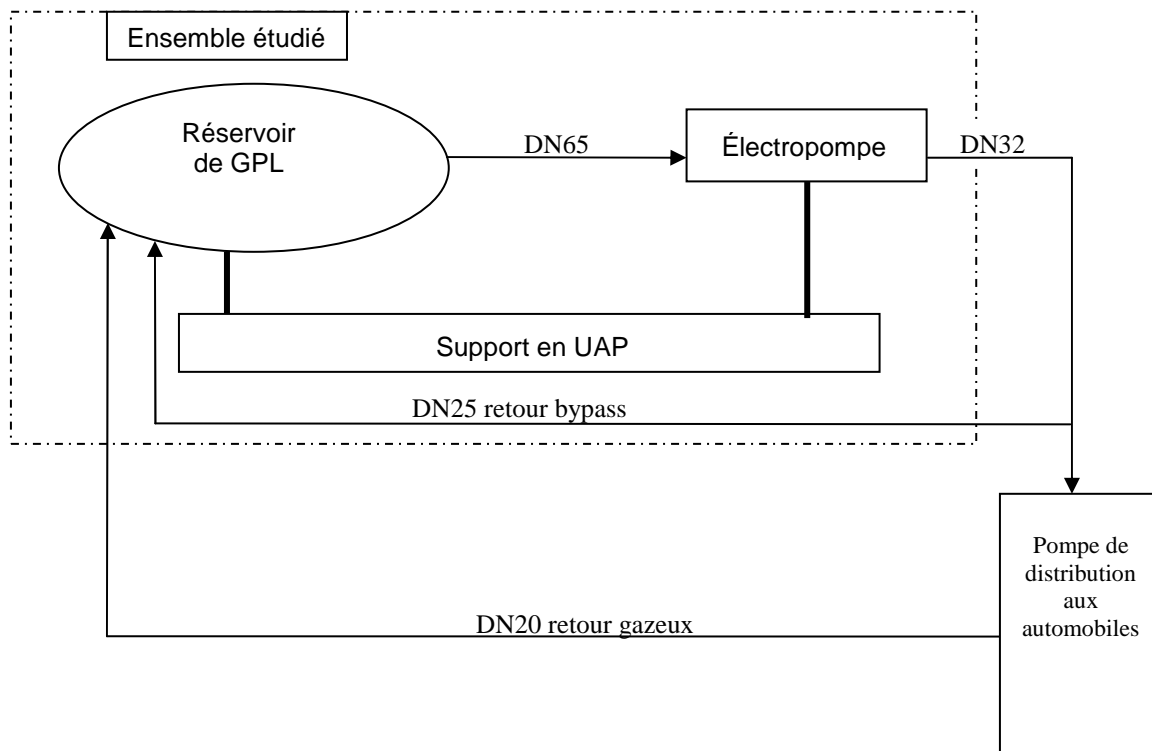 Ensemble étudié
Réservoir
de GPL
DN65
Électropompe
DN32
Support en UAP
DN25 retour bypass
Pompe de
distribution
aux
automobiles
DN20 retour gazeux